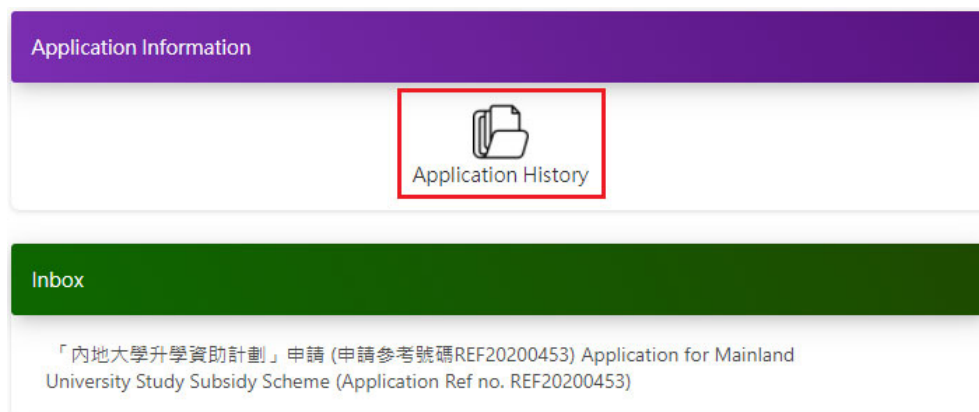 Application Information
Application History
Inbox
「內地大學升學資助計劃」申請 (申請參考號碼REF20200453) Application for Mainland
University Study Subsidy Scheme (Application Ref no. REF20200453)